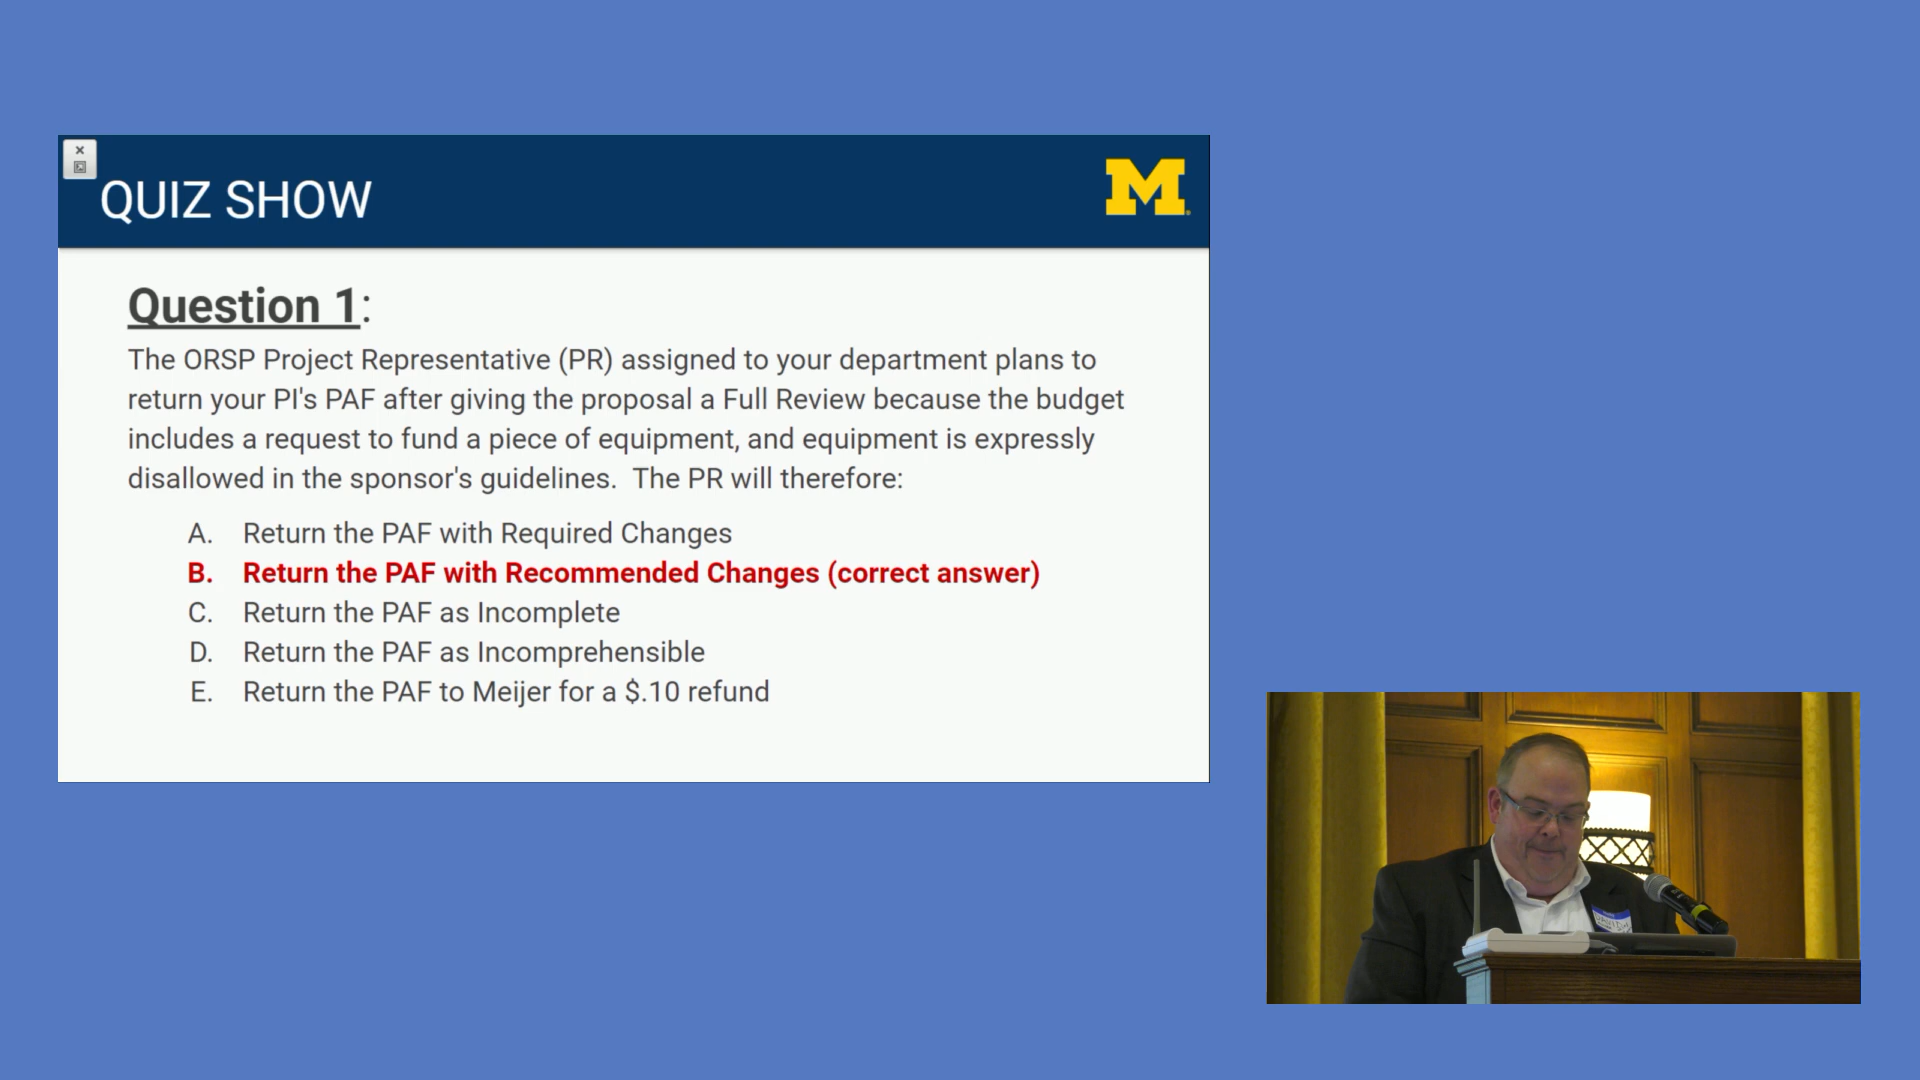 QUIZ SHOW
M
Question 1:
The ORSP Project Representative (PR) assigned to your department plans to
return your PI's PAF after giving the proposal a Full Review because the budget
includes a request to fund a piece of equipment, and equipment is expressly
disallowed in the sponsor's guidelines.  The PR will therefore:
A. Return the PAF with Required Changes
B. Return the PAF with Recommended Changes (correct answer)
C. Return the PAF as Incomplete
D. Return the PAF as Incomprehensible
E. Return the PAF to Meijer for a $.10 refund